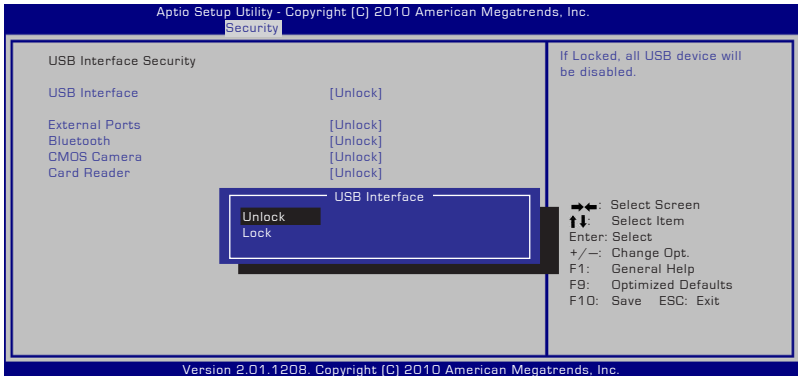 Aptio Setup Utility - Copyright (C) 2010 American Megatrends, Inc.
Security
USB Interface Security
USB Interface [Unlock]
External Ports [Unlock]
Bluetooth [Unlock]
CMOS Camera [Unlock]
Card Reader [Unlock]
USB Interface
Unlock
Lock
If Locked, all USB device will
be disabled.
→←: Select Screen
↑↓: Select Item
Enter: Select
+/—: Change Opt.
F1: General Help
F9: Optimized Defaults
F10: Save ESC: Exit
Version 2.01.1208. Copyright (C) 2010 American Megatrends, Inc.